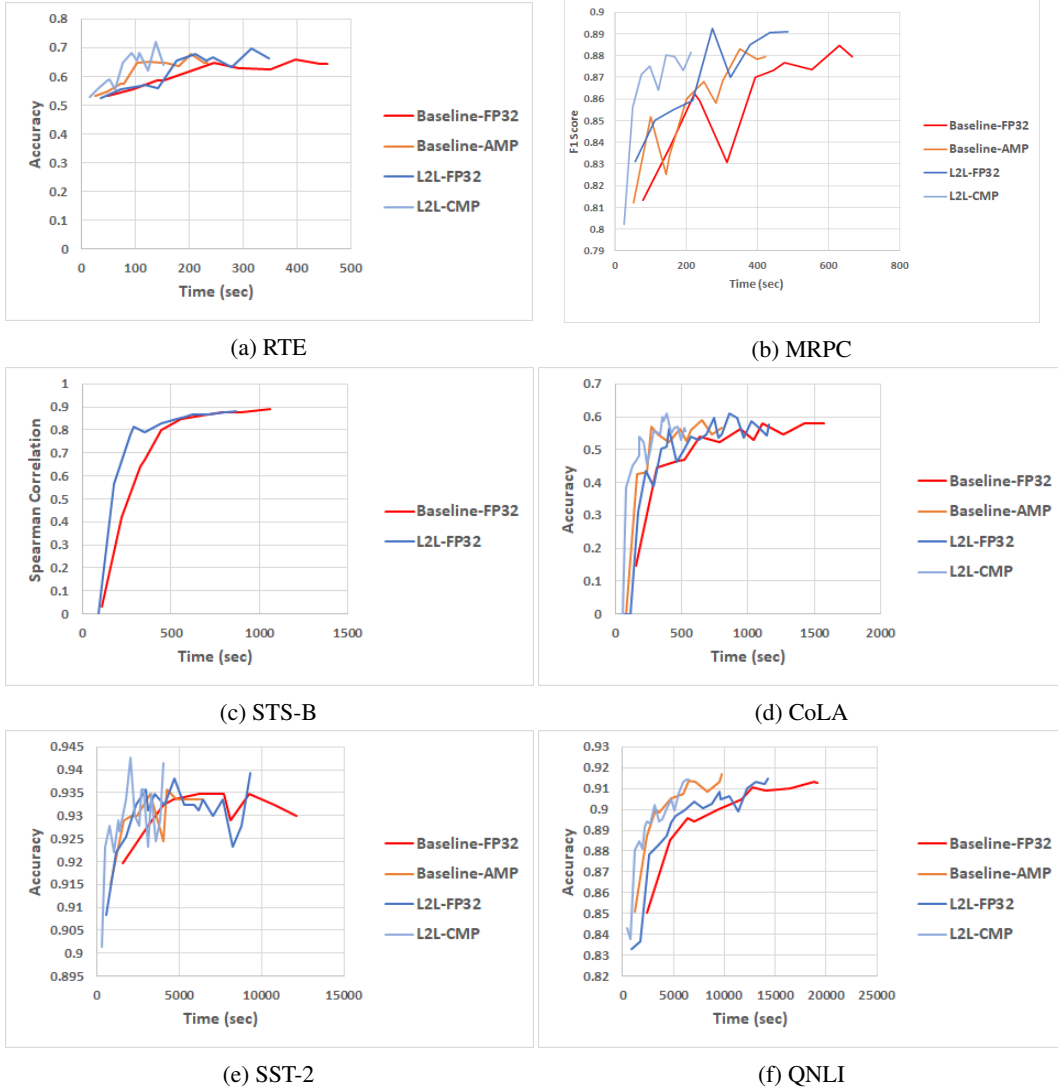 0.8
0.7
0.6
0.5
0.4
0.3
0.2
0.1
0
Accuracy
0
100
200
300
400
500
Time (sec)
Baseline-FP32
Baseline-AMP
L2L-FP32
L2L-CMP
(a) RTE
0.9
0.89
0.88
0.87
0.86
0.85
0.84
0.83
0.82
0.81
0.8
0.79
F1 Score
0
200
400
600
800
Time (sec)
Baseline-FP32
Baseline-AMP
L2L-FP32
L2L-CMP
(b) MRPC
1
0.9
0.8
0.7
0.6
0.5
0.4
0.3
0.2
0.1
0
Spearman Correlation
0
500
1000
1500
Time (sec)
Baseline-FP32
L2L-FP32
(c) STS-B
0.7
0.6
0.5
0.4
0.3
0.2
0.1
0
Accuracy
0
500
1000
1500
2000
Time (sec)
Baseline-FP32
Baseline-AMP
L2L-FP32
L2L-CMP
(d) CoLA
0.945
0.94
0.935
0.93
0.925
0.92
0.915
0.91
0.905
0.9
0.895
Accuracy
0
5000
10000
15000
Time (sec)
Baseline-FP32
Baseline-AMP
L2L-FP32
L2L-CMP
(e) SST-2
0.93
0.92
0.91
0.9
0.89
0.88
0.87
0.86
0.85
0.84
0.83
0.82
Accuracy
0
5000
10000
15000
20000
25000
Time (sec)
Baseline-FP32
Baseline-AMP
L2L-FP32
L2L-CMP
(f) QNLI